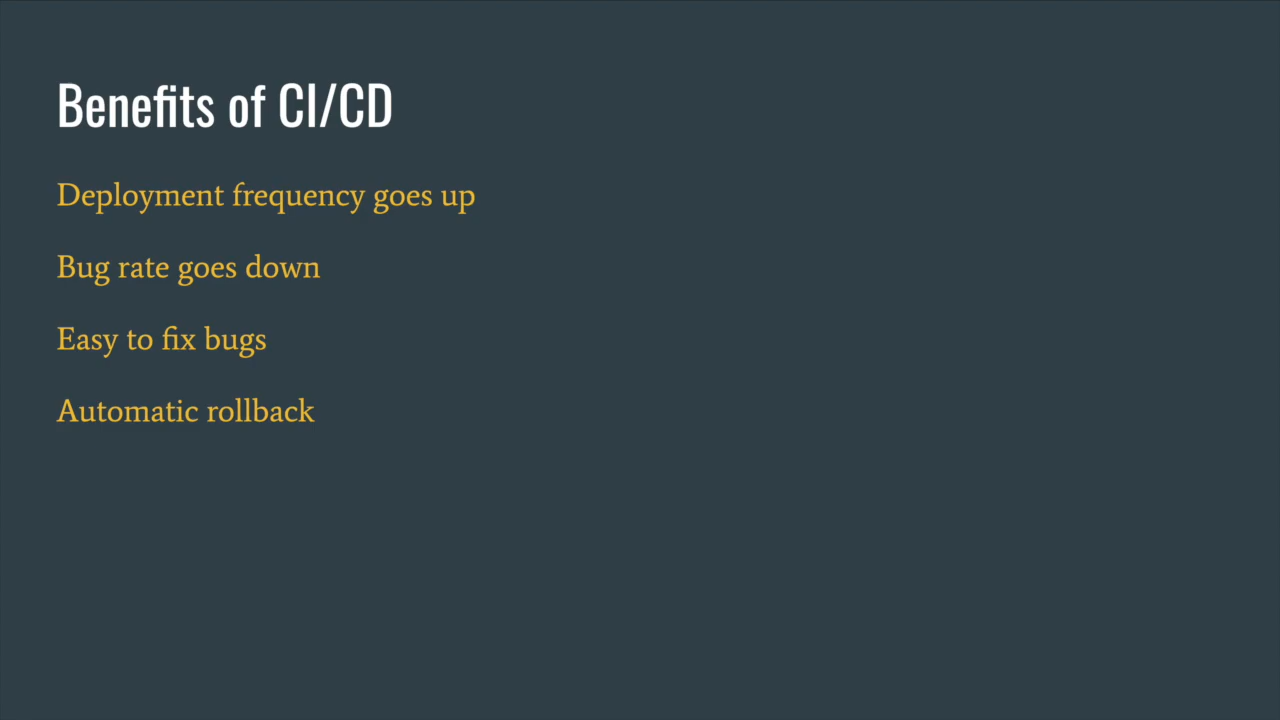 Benefits of CI/CD
Deployment frequency goes up
Bug rate goes down
Easy to fix bugs
Automatic rollback